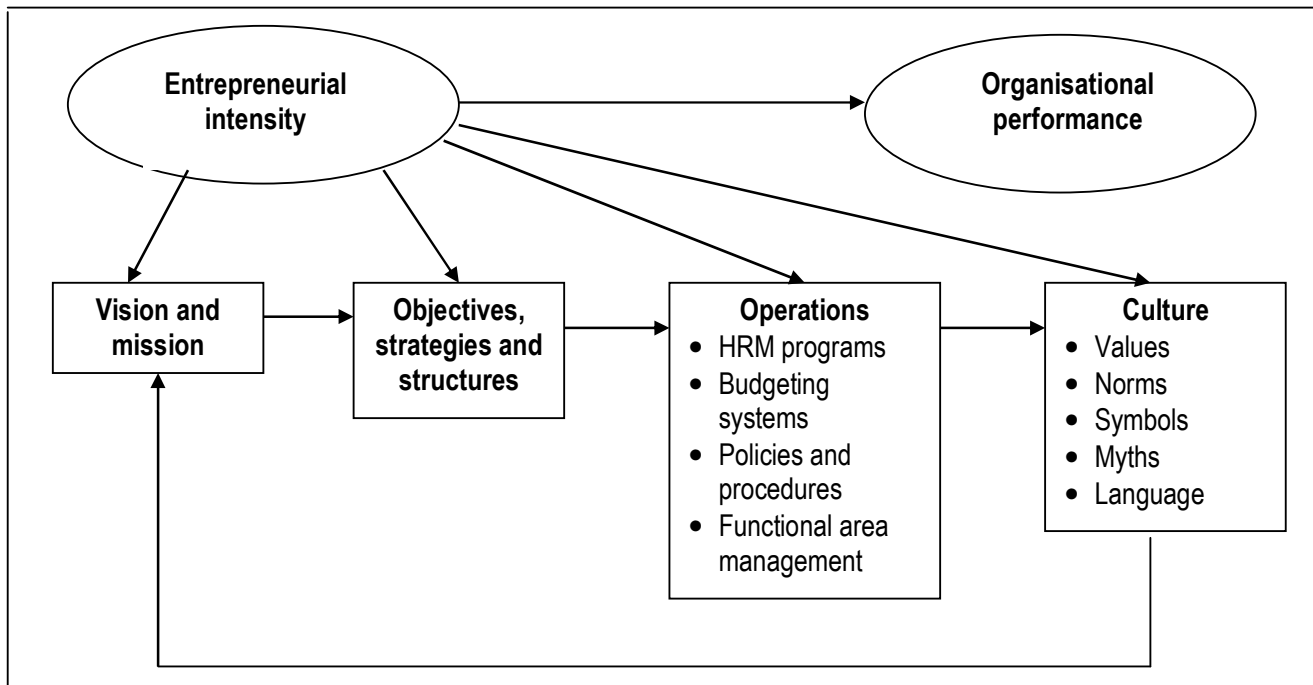 Entrepreneurial
intensity
Organisational
performance
Vision and
mission
Objectives,
strategies and
structures
Operations
• HRM programs
• Budgeting
systems
• Policies and
procedures
• Functional area
management
Culture
• Values
• Norms
• Symbols
• Myths
• Language